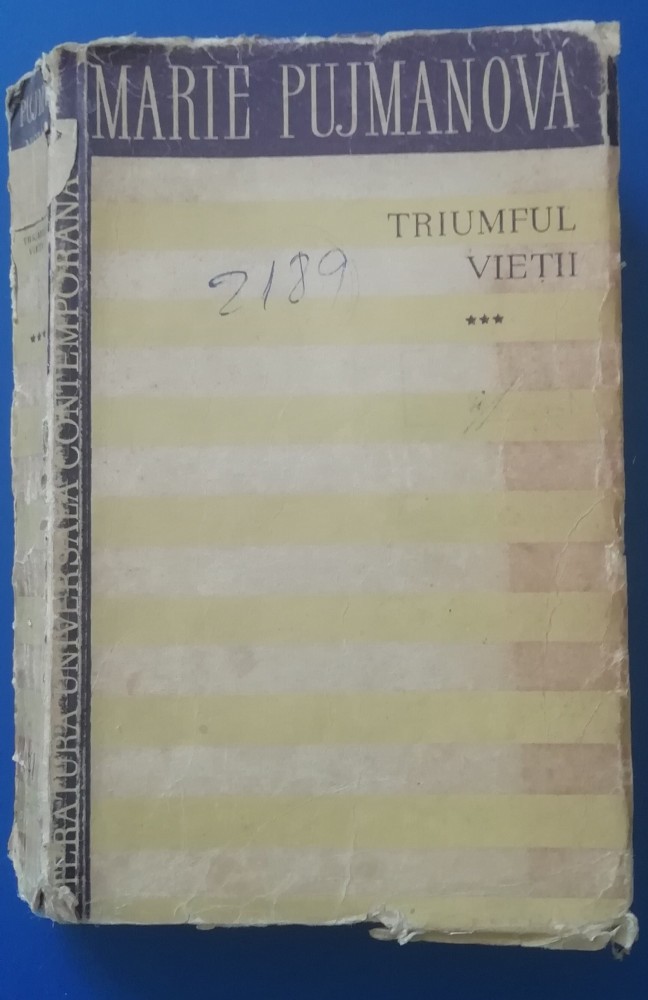 MARIE PUJMANOVÁ
TRIUMFUL
VIEȚII
***
2189
LITERATURA UNIVERSALĂ CONTEMPORANĂ